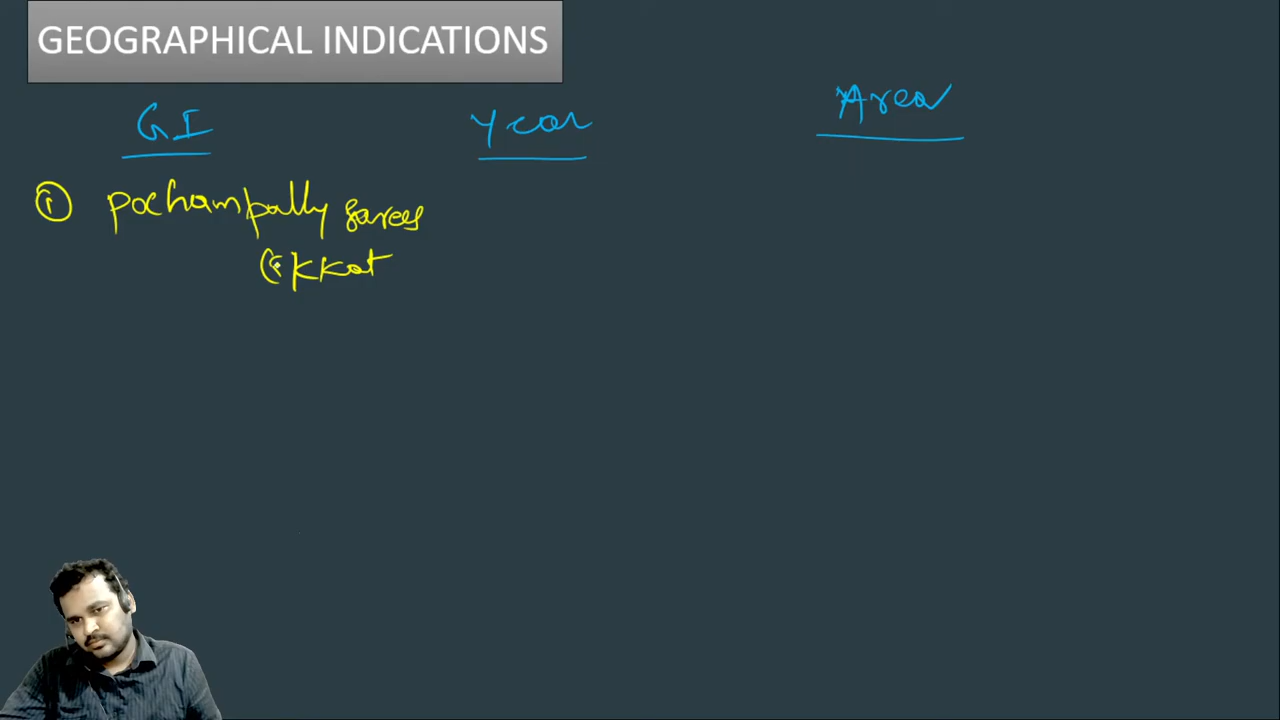 GEOGRAPHICAL INDICATIONS
GI Year Area
① Pochampally sarees
(ikkat